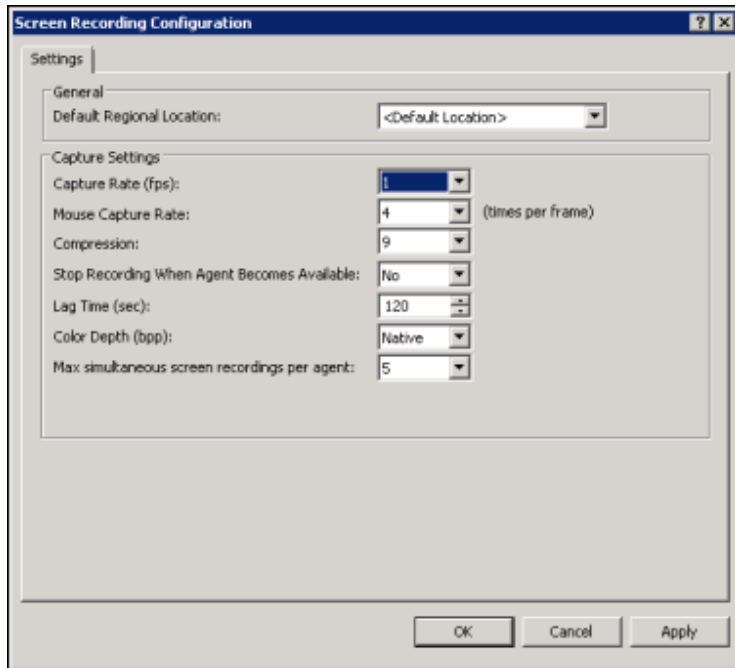 Screen Recording Configuration
Settings
General
Default Regional Location: <Default Location>
Capture Settings
Capture Rate (fps): 1
Mouse Capture Rate: 4 (times per frame)
Compression: 9
Stop Recording When Agent Becomes Available: No
Lag Time (sec): 120
Color Depth (bpp): Native
Max simultaneous screen recordings per agent: 5
OK Cancel Apply